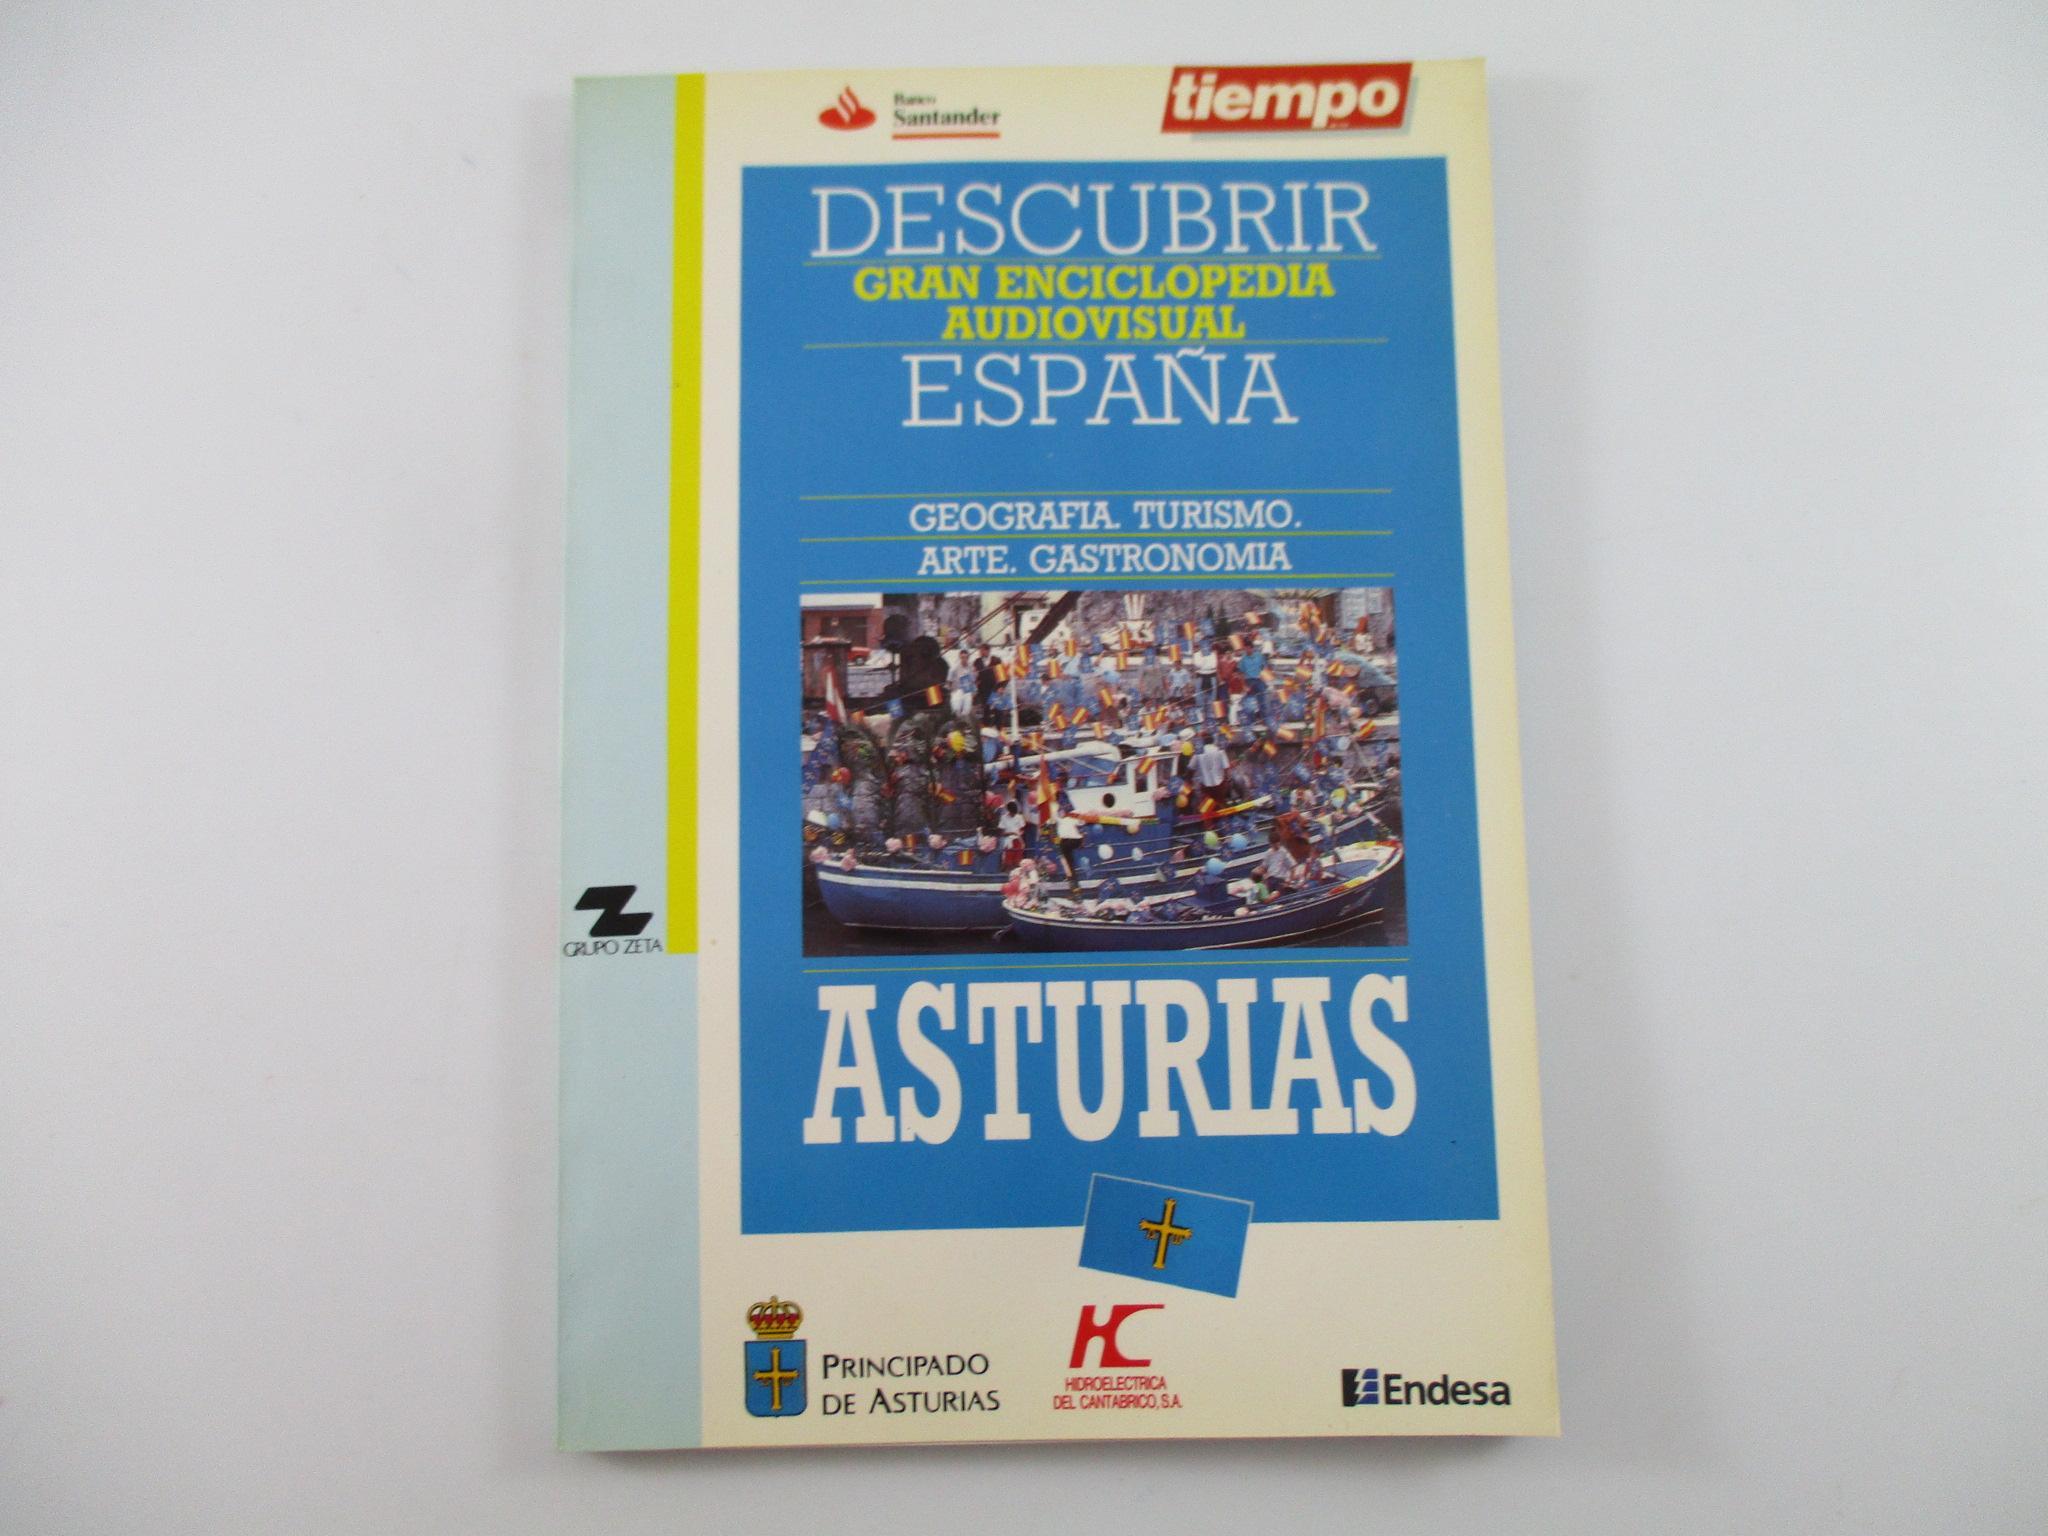 Banco
Santander
tiempo
DESCUBRIR
GRAN ENCICLOPEDIA
AUDIOVISUAL
ESPAÑA
GEOGRAFIA. TURISMO.
ARTE. GASTRONOMIA
GRUPO ZETA
ASTURIAS
PRINCIPADO
DE ASTURIAS
HC
HIDROELECTRICA
DEL CANTABRICO, S.A.
Endesa